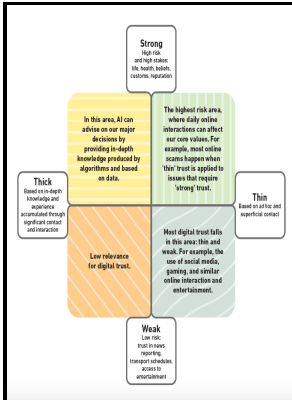 Strong
High risk
and high stakes:
life, health, beliefs,
customs, reputation
In this area, AI can
advise on our major
decisions by
providing in-depth
knowledge produced by
algorithms and based
on data.
The highest risk area,
where daily online
interactions can affect
our core values. For
example, most online
scams happen when
'thin' trust is applied to
issues that require
'strong' trust.
Thick
Based on in-depth
knowledge and
experience
accumulated through
significant contact
and interaction
Thin
Based on ad hoc and
superficial contact
Low relevance
for digital trust.
Most digital trust falls
in this area: thin and
weak. For example, the
use of social media,
gaming, and similar
online interaction and
entertainment.
Weak
Low risk:
trust in news
reporting,
transport schedules,
access to
entertainment